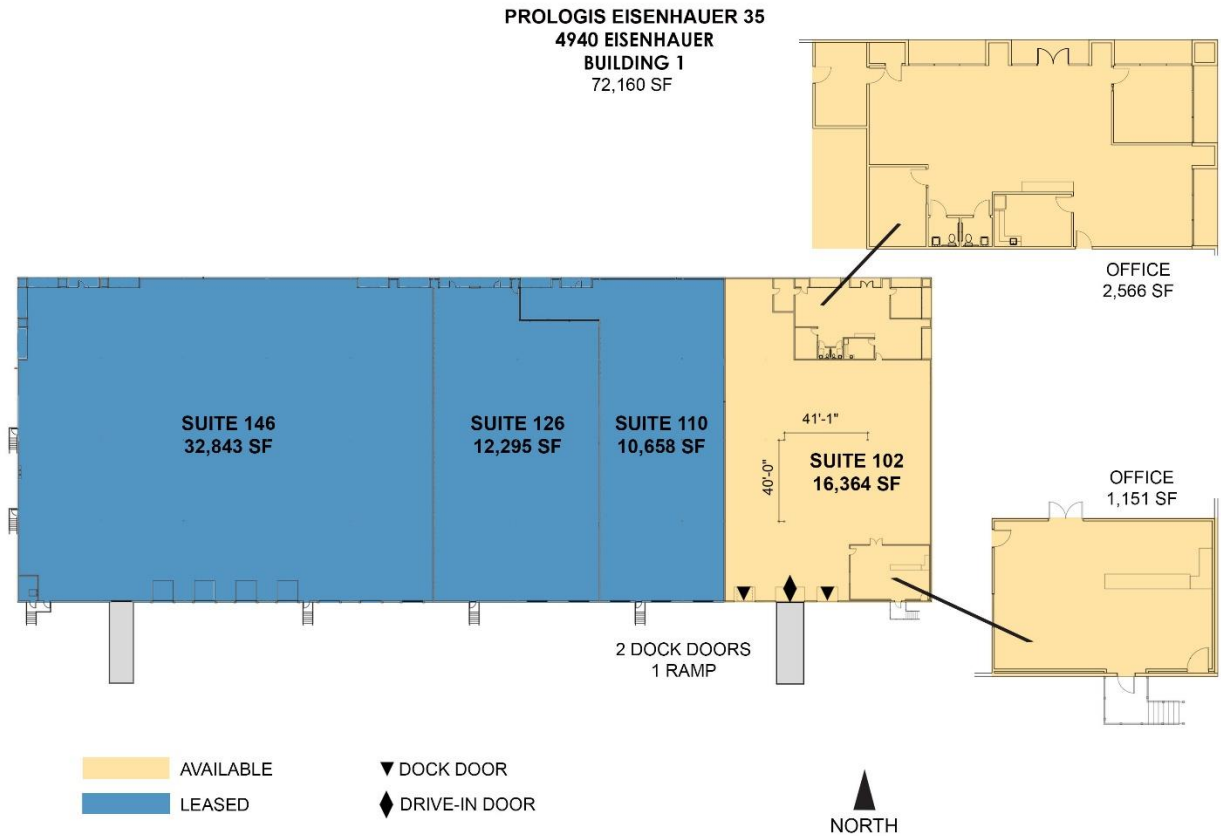 PROLOGIS EISENHAUER 35
4940 EISENHAUER
BUILDING 1
72,160 SF
OFFICE
2,566 SF
SUITE 146
32,843 SF
SUITE 126
12,295 SF
SUITE 110
10,658 SF
41'-1"
40'-0"
SUITE 102
16,364 SF
OFFICE
1,151 SF
2 DOCK DOORS
1 RAMP
AVAILABLE
LEASED
DOCK DOOR
DRIVE-IN DOOR
NORTH